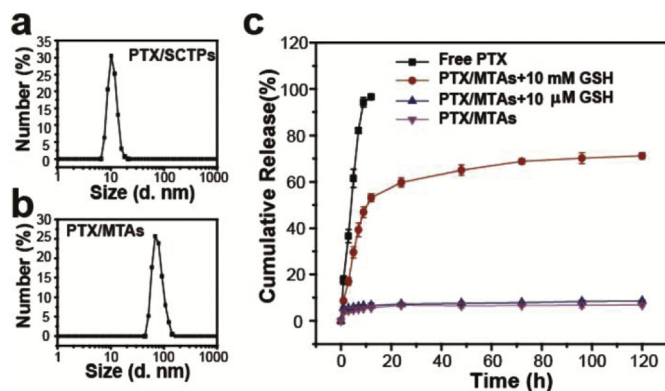 a
PTX/SCTPs
Number (%)
35
30
25
20
15
10
5
0
1 10 100 1000
Size (d. nm)
b
PTX/MTAs
Number (%)
30
25
20
15
10
5
0
1 10 100 1000
Size (d. nm)
c
Cumulative Release(%)
120
100
80
60
40
20
0
Free PTX
PTX/MTAs+10 mM GSH
PTX/MTAs+10 μM GSH
PTX/MTAs
0 20 40 60 80 100 120
Time (h)